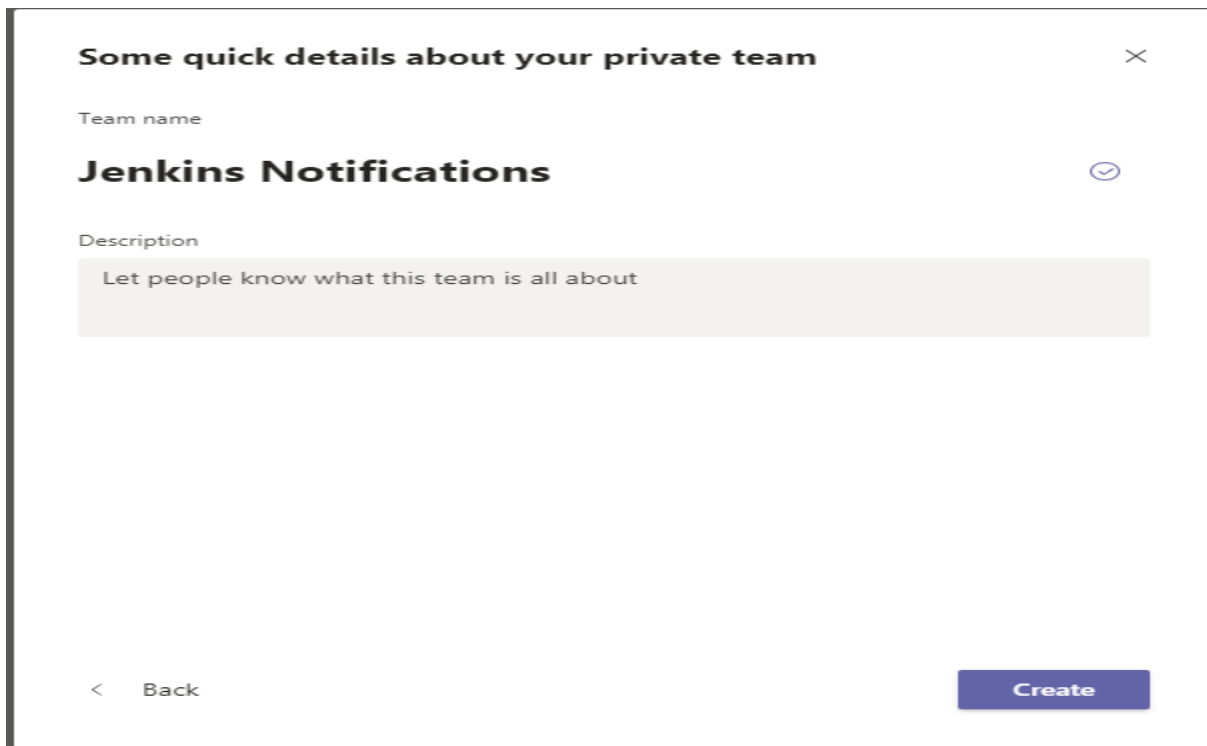 Some quick details about your private team
Team name
Jenkins Notifications
Description
Let people know what this team is all about
Back
Create